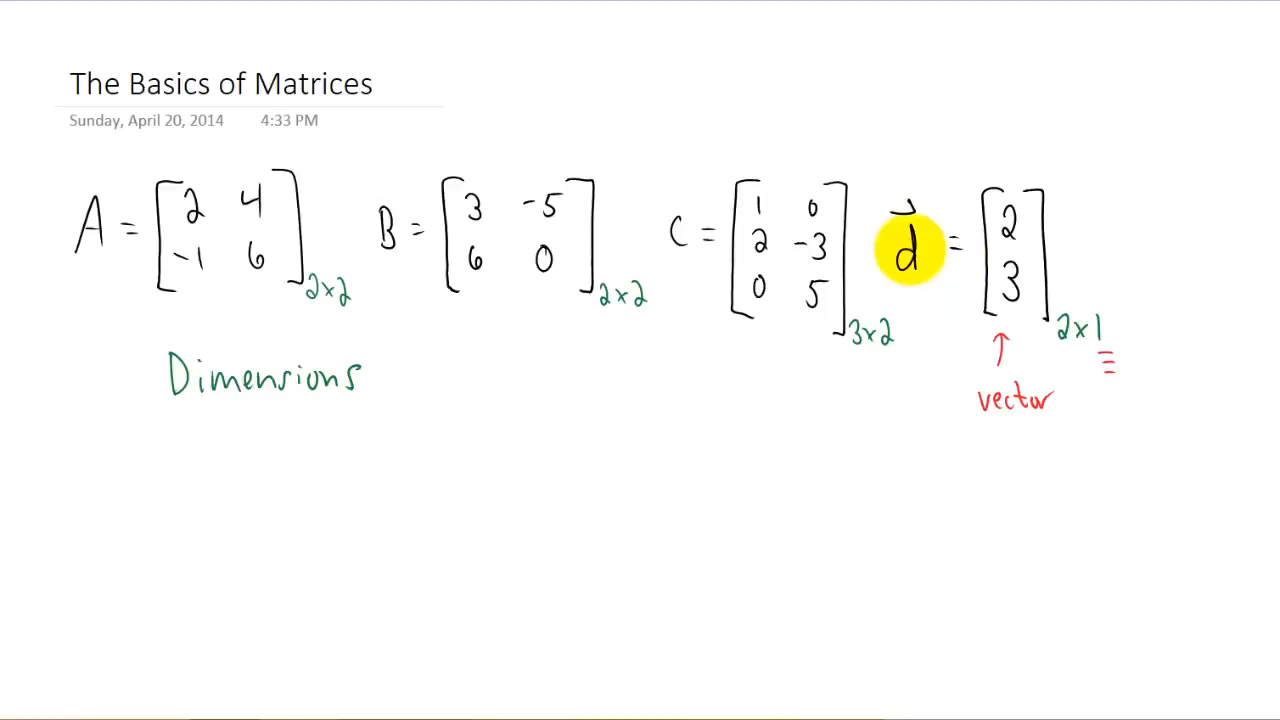 The Basics of Matrices
Sunday, April 20, 2014 4:33 PM
A = [2 4
-1 6] 2x2
B = [3 -5
6 0] 2x2
C = [1 0
2 -3
0 5] 3x2
d⃗ = [2
3] 2x1
vector
Dimensions